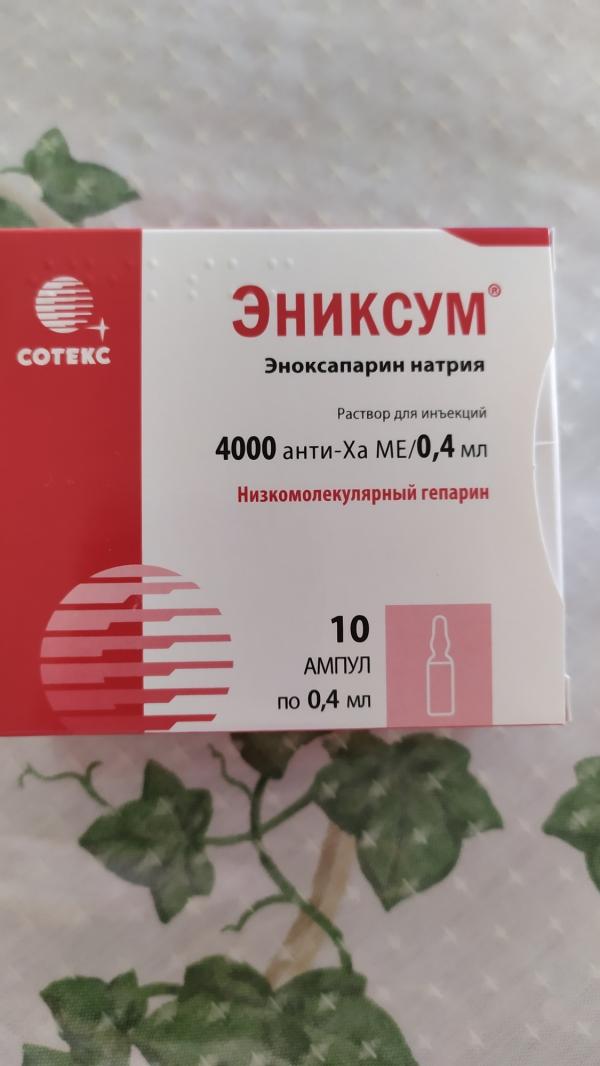 СОТЕКС
ЭНИКСУМ®
Эноксапарин натрия
Раствор для инъекций
4000 анти-Ха МЕ/0,4 мл
Низкомолекулярный гепарин
10
АМПУЛ
по 0,4 мл